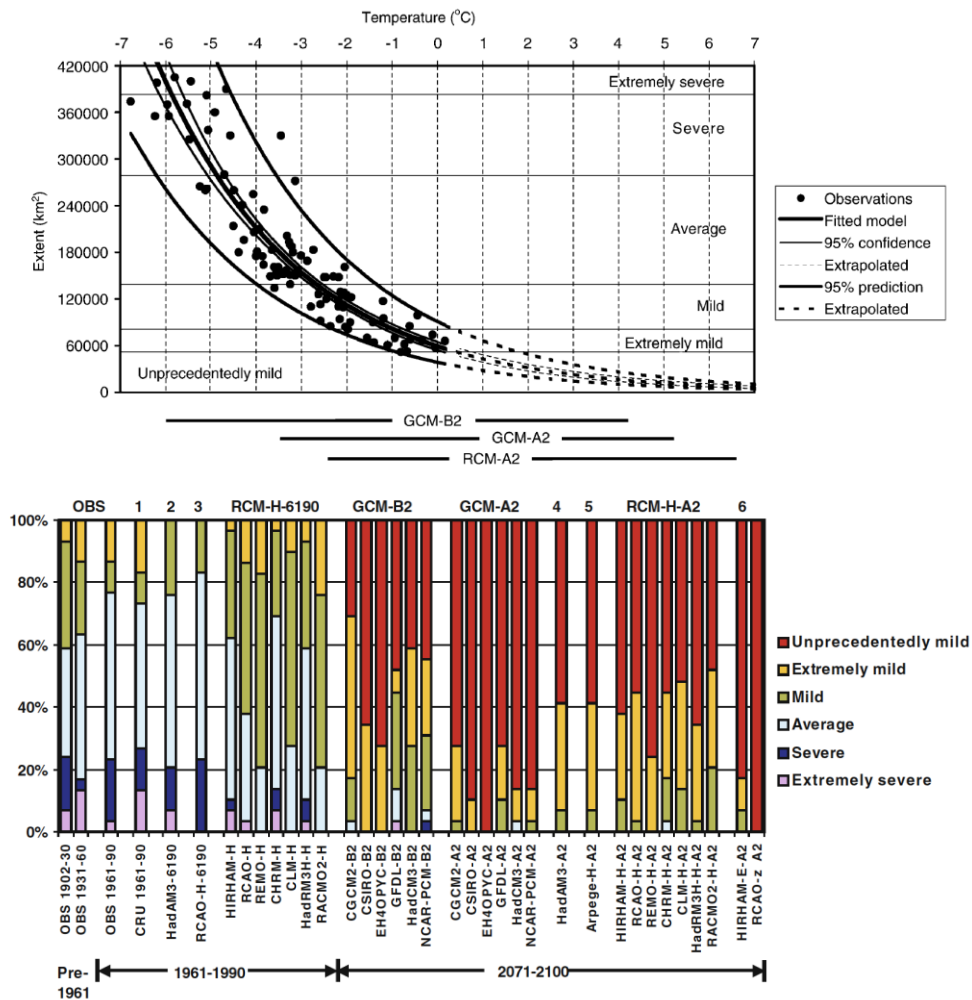 Temperature (°C)
-7 -6 -5 -4 -3 -2 -1 0 1 2 3 4 5 6 7
420000
360000
300000
240000
180000
120000
60000
0
Extent (km²)
Extremely severe
Severe
Average
Mild
Extremely mild
Unprecedentedly mild
Observations
Fitted model
95% confidence
Extrapolated
95% prediction
Extrapolated
GCM-B2
GCM-A2
RCM-A2
OBS 1 2 3 RCM-H-6190 GCM-B2 GCM-A2 4 5 RCM-H-A2 6
100%
80%
60%
40%
20%
0%
Unprecedentedly mild
Extremely mild
Mild
Average
Severe
Extremely severe
OBS 1902-30
OBS 1931-60
OBS 1961-90
CRU 1961-90
HadAM3-6190
RCAO-H-6190
HIRHAM-H
RCAO-H
REMO-H
CHRM-H
CLM-H
HadRM3H-H
RACMO2-H
CGCM2-B2
CSIRO-B2
EH4OPYC-B2
GFDL-B2
HadCM3-B2
NCAR-PCM-B2
CGCM2-A2
CSIRO-A2
EH4OPYC-A2
GFDL-A2
HadCM3-A2
NCAR-PCM-A2
HadAM3-A2
Arpege-H-A2
HIRHAM-H-A2
RCAO-H-A2
REMO-H-A2
CHRM-H-A2
CLM-H-A2
HadRM3H-H-A2
RACMO2-H-A2
HIRHAM-E-A2
RCAO-z A2
Pre-
1961
1961-1990
2071-2100